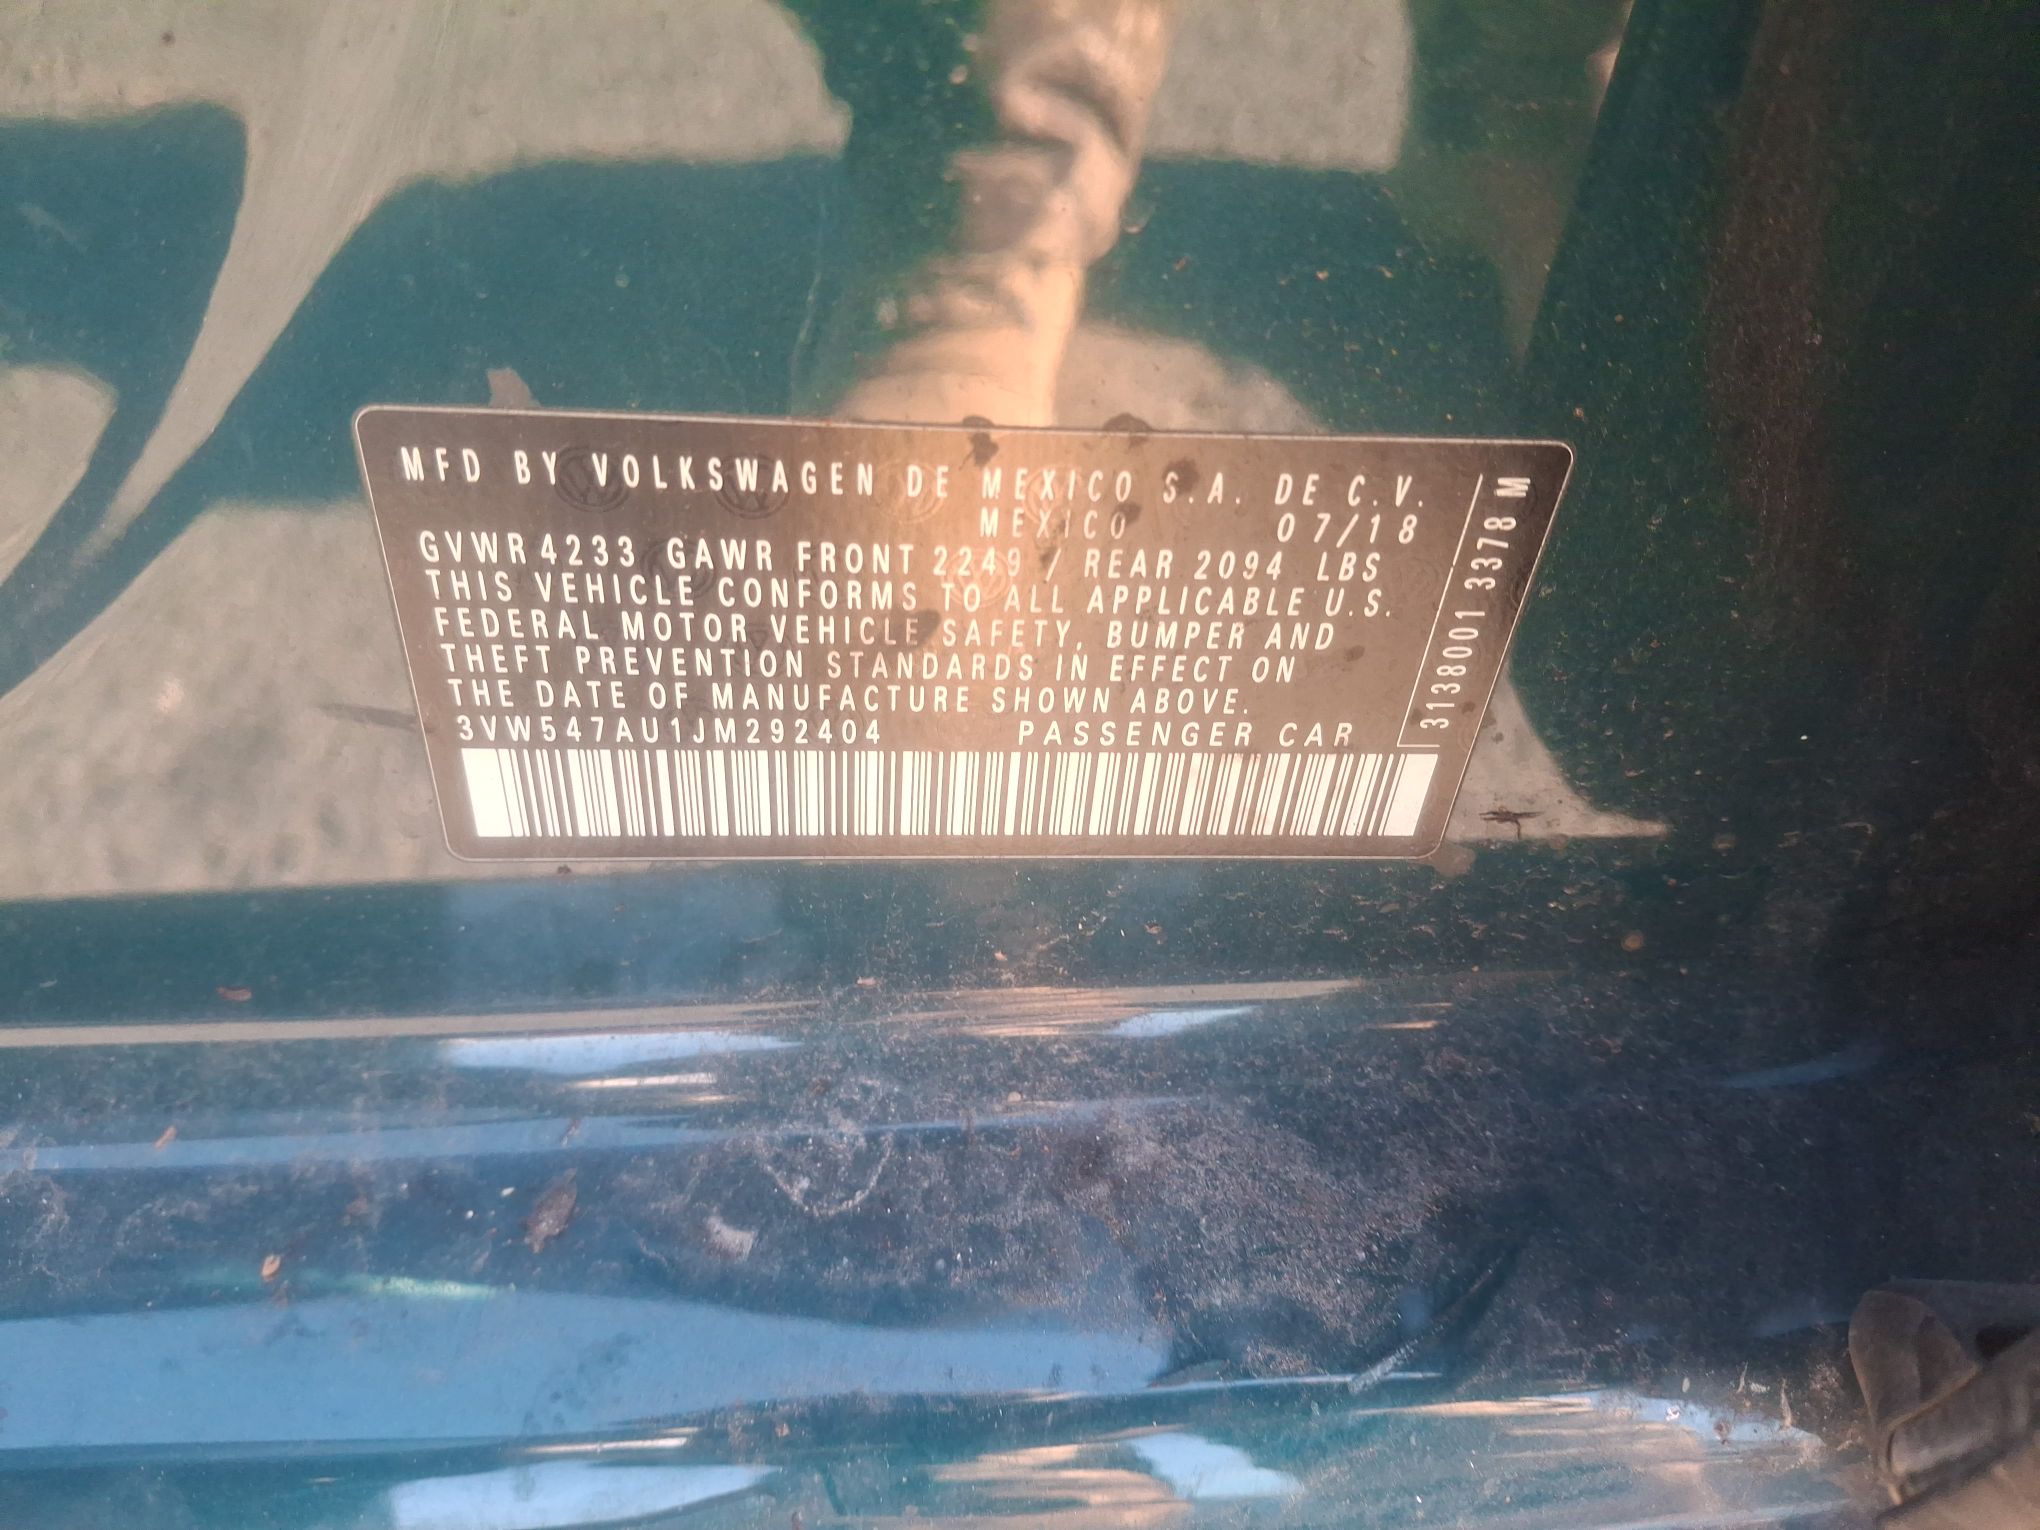 MFD BY VOLKSWAGEN DE MEXICO S.A. DE C.V.
MEXICO 07/18
GVWR 4233 GAWR FRONT 2249 / REAR 2094 LBS
THIS VEHICLE CONFORMS TO ALL APPLICABLE U.S.
FEDERAL MOTOR VEHICLE SAFETY, BUMPER AND
THEFT PREVENTION STANDARDS IN EFFECT ON
THE DATE OF MANUFACTURE SHOWN ABOVE.
3VW547AU1JM292404 PASSENGER CAR
3138001 3378 M